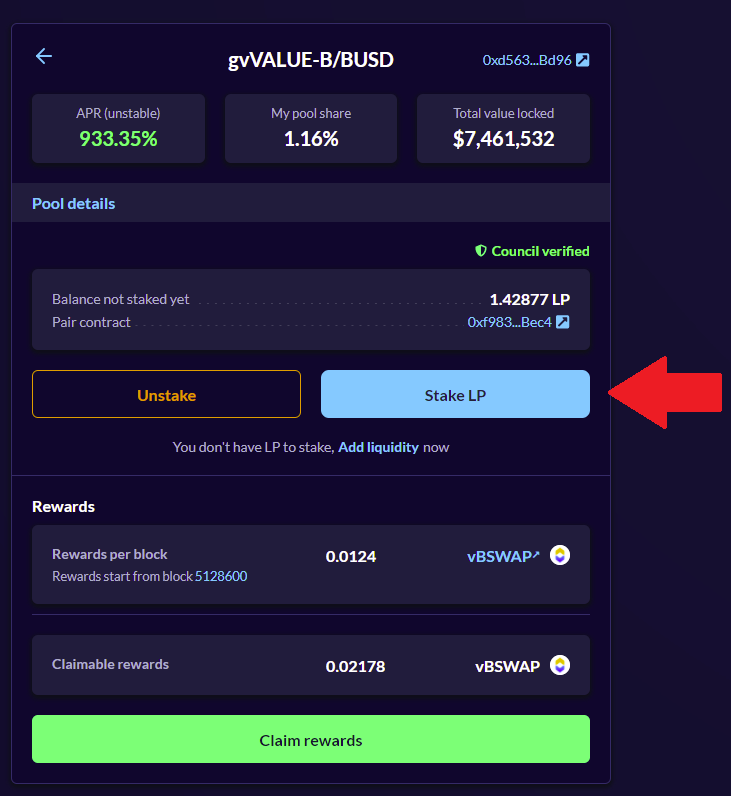 gvVALUE-B/BUSD
0xd563...Bd96
APR (unstable)
933.35%
My pool share
1.16%
Total value locked
$7,461,532
Pool details
Council verified
Balance not staked yet 1.42877 LP
Pair contract 0xf983...Bec4
Unstake
Stake LP
You don't have LP to stake, Add liquidity now
Rewards
Rewards per block 0.0124 vBSWAP↗
Rewards start from block 5128600
Claimable rewards 0.02178 vBSWAP
Claim rewards